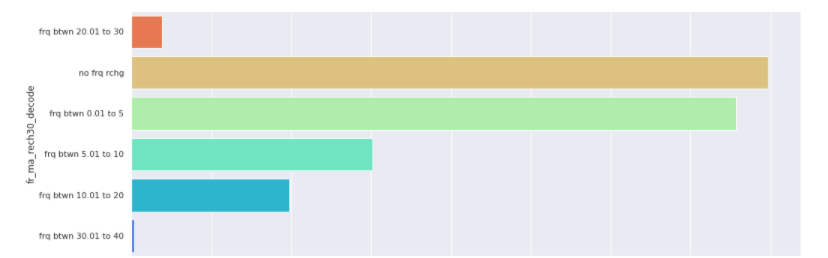 frq btwn 20.01 to 30
no frq rchg
frq btwn 0.01 to 5
fr_ma_rech30_decode
frq btwn 5.01 to 10
frq btwn 10.01 to 20
frq btwn 30.01 to 40